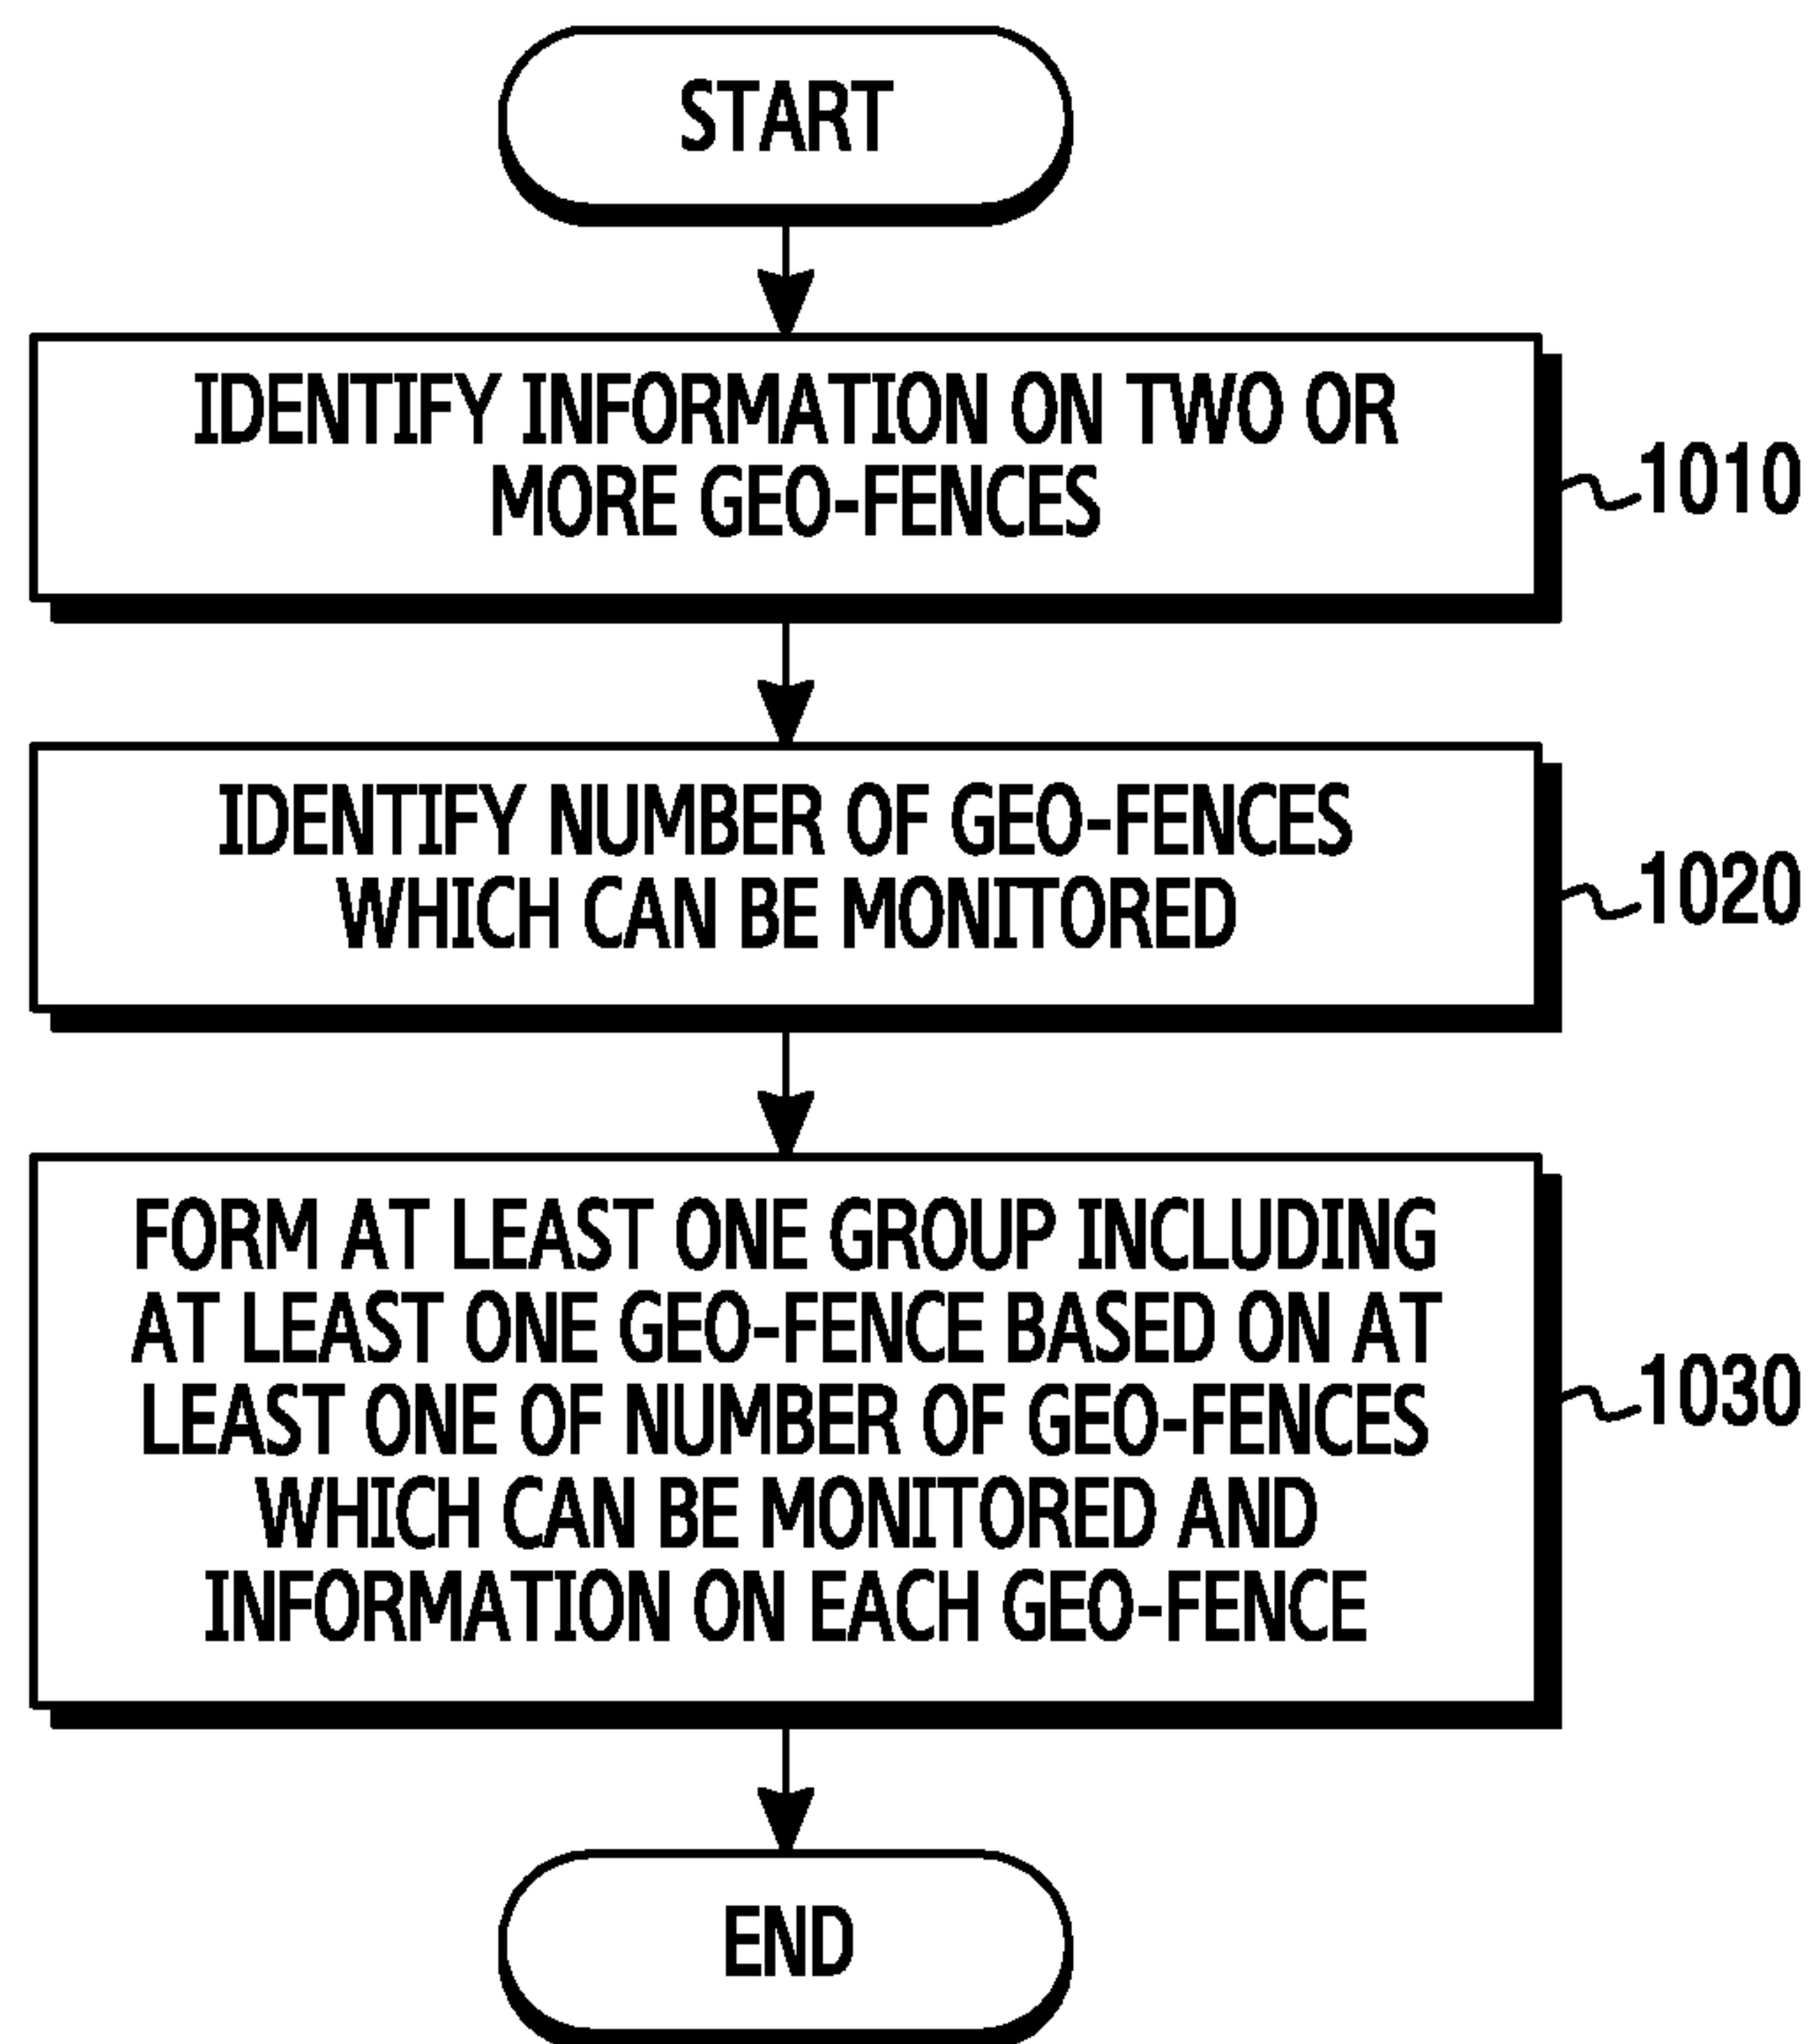 START
IDENTIFY INFORMATION ON TWO OR
MORE GEO-FENCES
1010
IDENTIFY NUMBER OF GEO-FENCES
WHICH CAN BE MONITORED
1020
FORM AT LEAST ONE GROUP INCLUDING
AT LEAST ONE GEO-FENCE BASED ON AT
LEAST ONE OF NUMBER OF GEO-FENCES
WHICH CAN BE MONITORED AND
INFORMATION ON EACH GEO-FENCE
1030
END